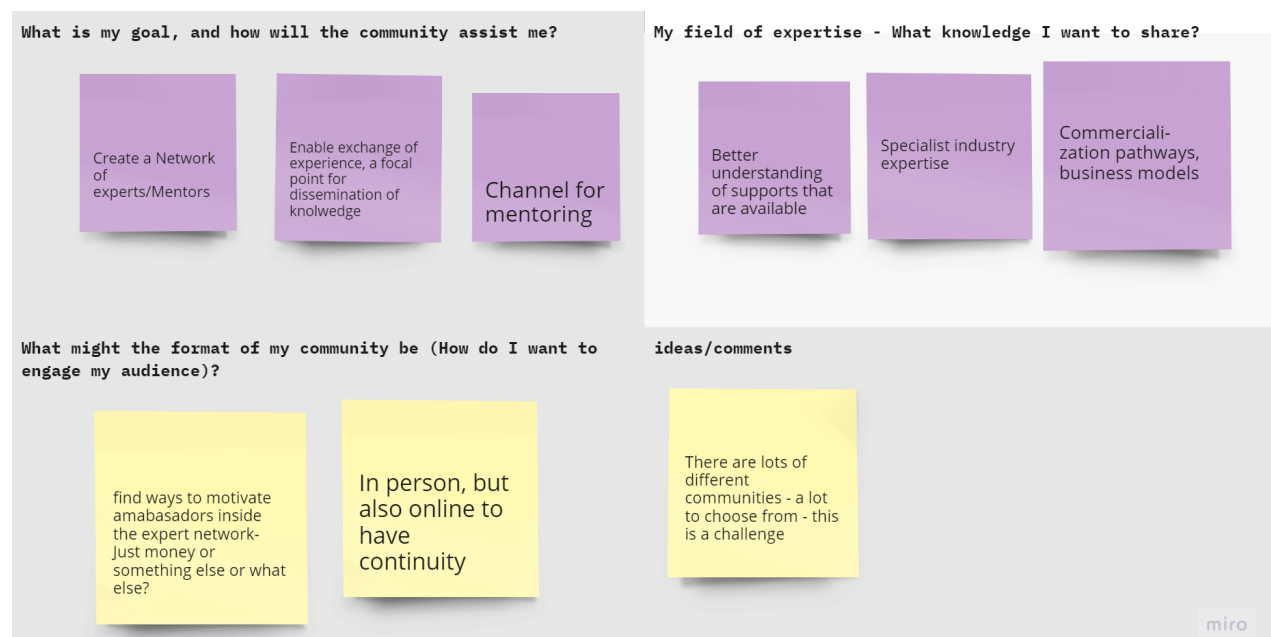 What is my goal, and how will the community assist me?
Create a Network
of
experts/Mentors
Enable exchange of
experience, a focal
point for
dissemination of
knolwedge
Channel for
mentoring
My field of expertise - What knowledge I want to share?
Better
understanding
of supports that
are available
Specialist industry
expertise
Commerciali-
zation pathways,
business models
What might the format of my community be (How do I want to
engage my audience)?
find ways to motivate
amabasadors inside
the expert network-
Just money or
something else or what
else?
In person, but
also online to
have
continuity
ideas/comments
There are lots of
different
communities - a lot
to choose from - this
is a challenge
miro